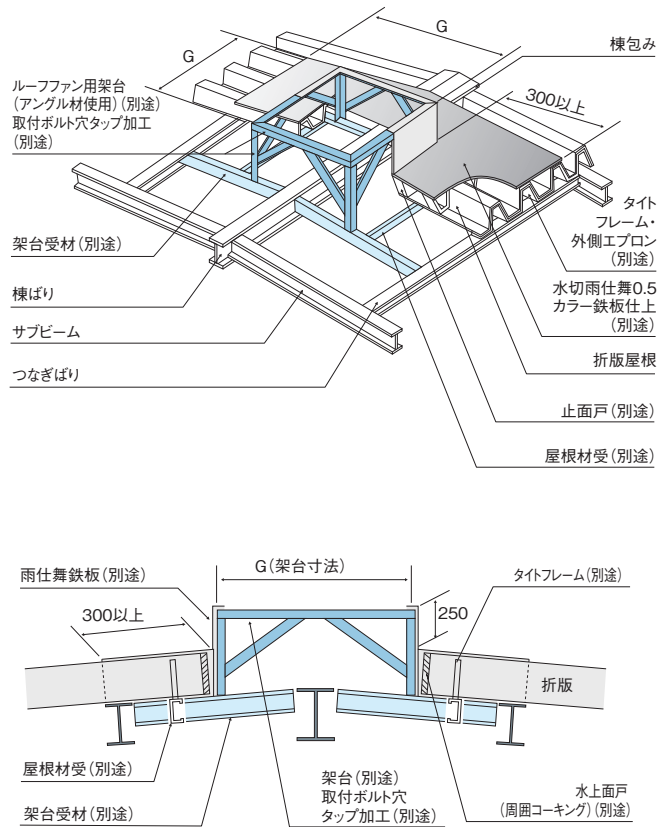 G
G
棟包み
ルーフファン用架台
(アングル材使用)(別途)
取付ボルト穴タップ加工
(別途)
300以上
タイト
フレーム・
外側エプロン
(別途)
架台受材(別途)
水切雨仕舞0.5
カラー鉄板仕上
(別途)
棟ばり
サブビーム
折版屋根
つなぎばり
止面戸(別途)
屋根材受(別途)
雨仕舞鉄板(別途)
G(架台寸法)
タイトフレーム(別途)
300以上
250
折版
屋根材受(別途)
架台(別途)
取付ボルト穴
タップ加工(別途)
水上面戸
(周囲コーキング)(別途)
架台受材(別途)